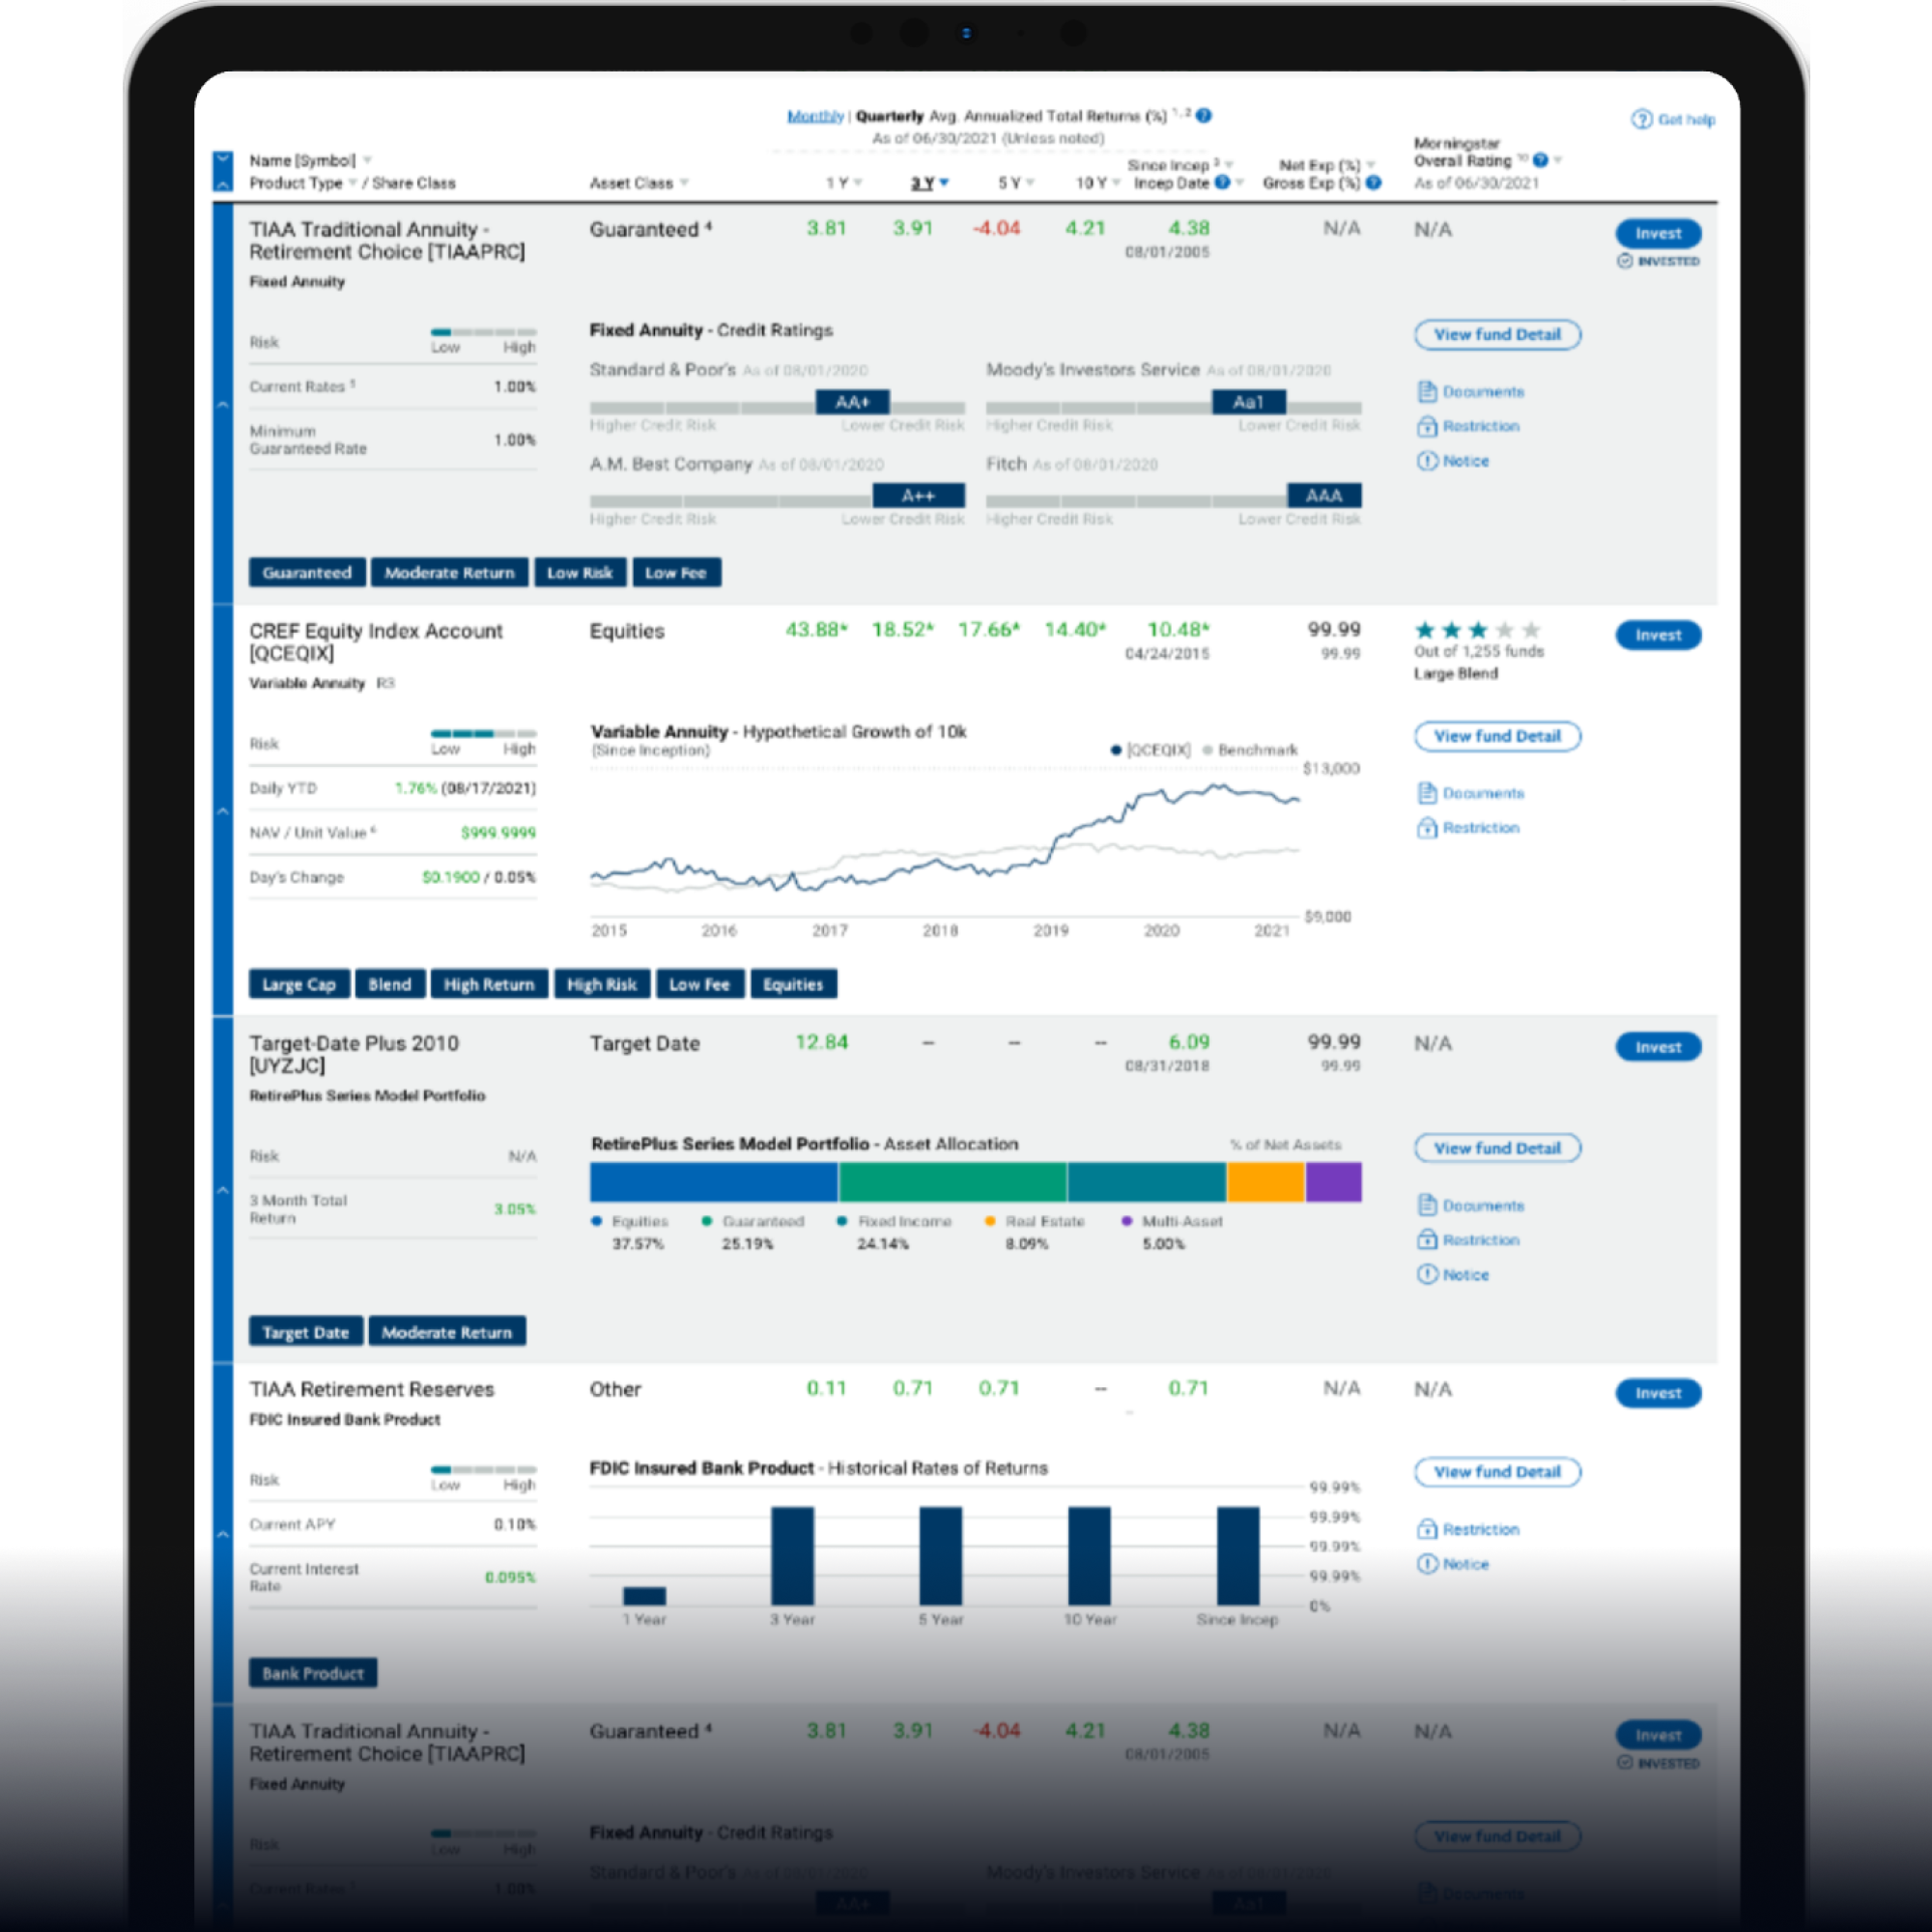 Monthly | Quarterly Avg. Annualized Total Returns (%) 1, 2 ?
As of 06/30/2021 (Unless noted)
? Get help
Name [Symbol]
Product Type / Share Class
Asset Class
1 Y
3 Y
5 Y
10 Y
Since Incep 3
Incep Date ?
Net Exp (%)
Gross Exp (%) ?
Morningstar
Overall Rating 10 ?
As of 06/30/2021
TIAA Traditional Annuity -
Retirement Choice [TIAAPRC]
Fixed Annuity
Guaranteed 4
3.81 3.91 -4.04 4.21 4.38
08/01/2005
N/A
N/A
Invest
INVESTED
Risk
Low High
Current Rates 5 1.00%
Minimum
Guaranteed Rate
1.00%
Fixed Annuity - Credit Ratings
Standard & Poor's As of 08/01/2020
AA+
Higher Credit Risk Lower Credit Risk
Moody's Investors Service As of 08/01/2020
Aa1
Higher Credit Risk Lower Credit Risk
A.M. Best Company As of 08/01/2020
A++
Higher Credit Risk Lower Credit Risk
Fitch As of 08/01/2020
AAA
Higher Credit Risk Lower Credit Risk
View fund Detail
Documents
Restriction
Notice
Guaranteed Moderate Return Low Risk Low Fee
CREF Equity Index Account
[QCEQIX]
Variable Annuity R3
Equities
43.88* 18.52* 17.66* 14.40* 10.48*
04/24/2015
99.99
99.99
Out of 1,255 funds
Large Blend
Invest
Risk
Low High
Daily YTD 1.76% (08/17/2021)
NAV / Unit Value 6 $999.9999
Day's Change $0.1900 / 0.05%
Variable Annuity - Hypothetical Growth of 10k
(Since Inception)
[QCEQIX] Benchmark
$13,000
$9,000
2015 2016 2017 2018 2019 2020 2021
View fund Detail
Documents
Restriction
Large Cap Blend High Return High Risk Low Fee Equities
Target-Date Plus 2010
[UYZJC]
RetirePlus Series Model Portfolio
Target Date
12.84 – – – 6.09
08/31/2018
99.99
99.99
N/A
Invest
Risk N/A
3 Month Total
Return
3.05%
RetirePlus Series Model Portfolio - Asset Allocation
% of Net Assets
Equities Guaranteed Fixed Income Real Estate Multi-Asset
37.57% 25.19% 24.14% 8.09% 5.00%
View fund Detail
Documents
Restriction
Notice
Target Date Moderate Return
TIAA Retirement Reserves
FDIC Insured Bank Product
Other
0.11 0.71 0.71 – 0.71
–
N/A
N/A
Invest
Risk
Low High
Current APY 0.10%
Current Interest
Rate
0.095%
FDIC Insured Bank Product - Historical Rates of Returns
99.99%
99.99%
99.99%
99.99%
0%
1 Year 3 Year 5 Year 10 Year Since Incep
View fund Detail
Restriction
Notice
Bank Product
TIAA Traditional Annuity -
Retirement Choice [TIAAPRC]
Fixed Annuity
Guaranteed 4
3.81 3.91 -4.04 4.21 4.38
08/01/2005
N/A
N/A
Invest
INVESTED
Risk
Low High
Current Rates 5 1.00%
Fixed Annuity - Credit Ratings
Standard & Poor's As of 08/01/2020
AA+
Moody's Investors Service As of 08/01/2020
Aa1
View fund Detail
Documents